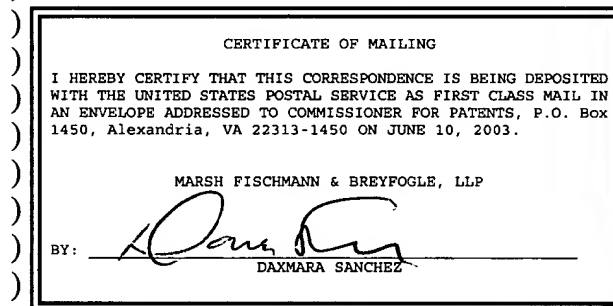 )
) CERTIFICATE OF MAILING
)
) I HEREBY CERTIFY THAT THIS CORRESPONDENCE IS BEING DEPOSITED
) WITH THE UNITED STATES POSTAL SERVICE AS FIRST CLASS MAIL IN
) AN ENVELOPE ADDRESSED TO COMMISSIONER FOR PATENTS, P.O. Box
) 1450, Alexandria, VA 22313-1450 ON JUNE 10, 2003.
)
) MARSH FISCHMANN & BREYFOGLE, LLP
)
) BY:
) DAXMARA SANCHEZ